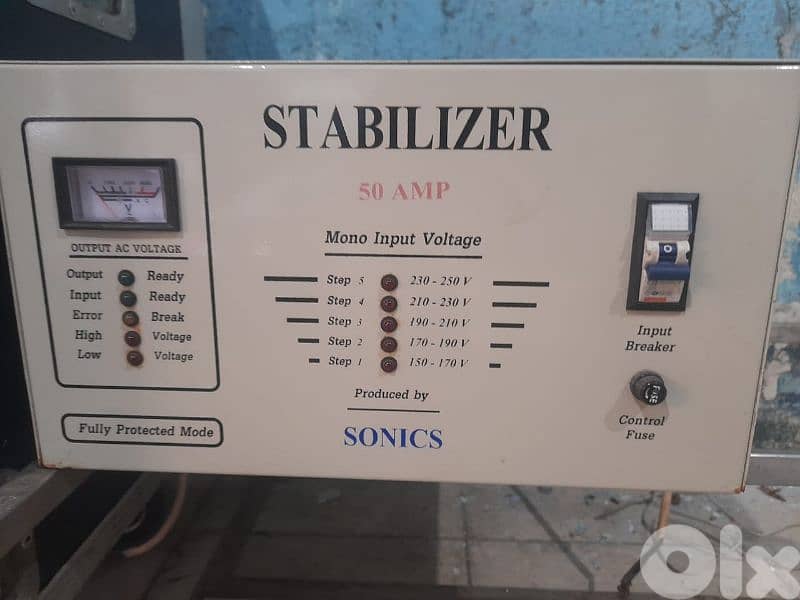 STABILIZER
50 AMP
V
OUTPUT AC VOLTAGE
Output Ready
Input Ready
Error Break
High Voltage
Low Voltage
Fully Protected Mode
Mono Input Voltage
Step 5 230 - 250 V
Step 4 210 - 230 V
Step 3 190 - 210 V
Step 2 170 - 190 V
Step 1 150 - 170 V
Produced by
SONICS
Input
Breaker
FUSE
Control
Fuse
Olx